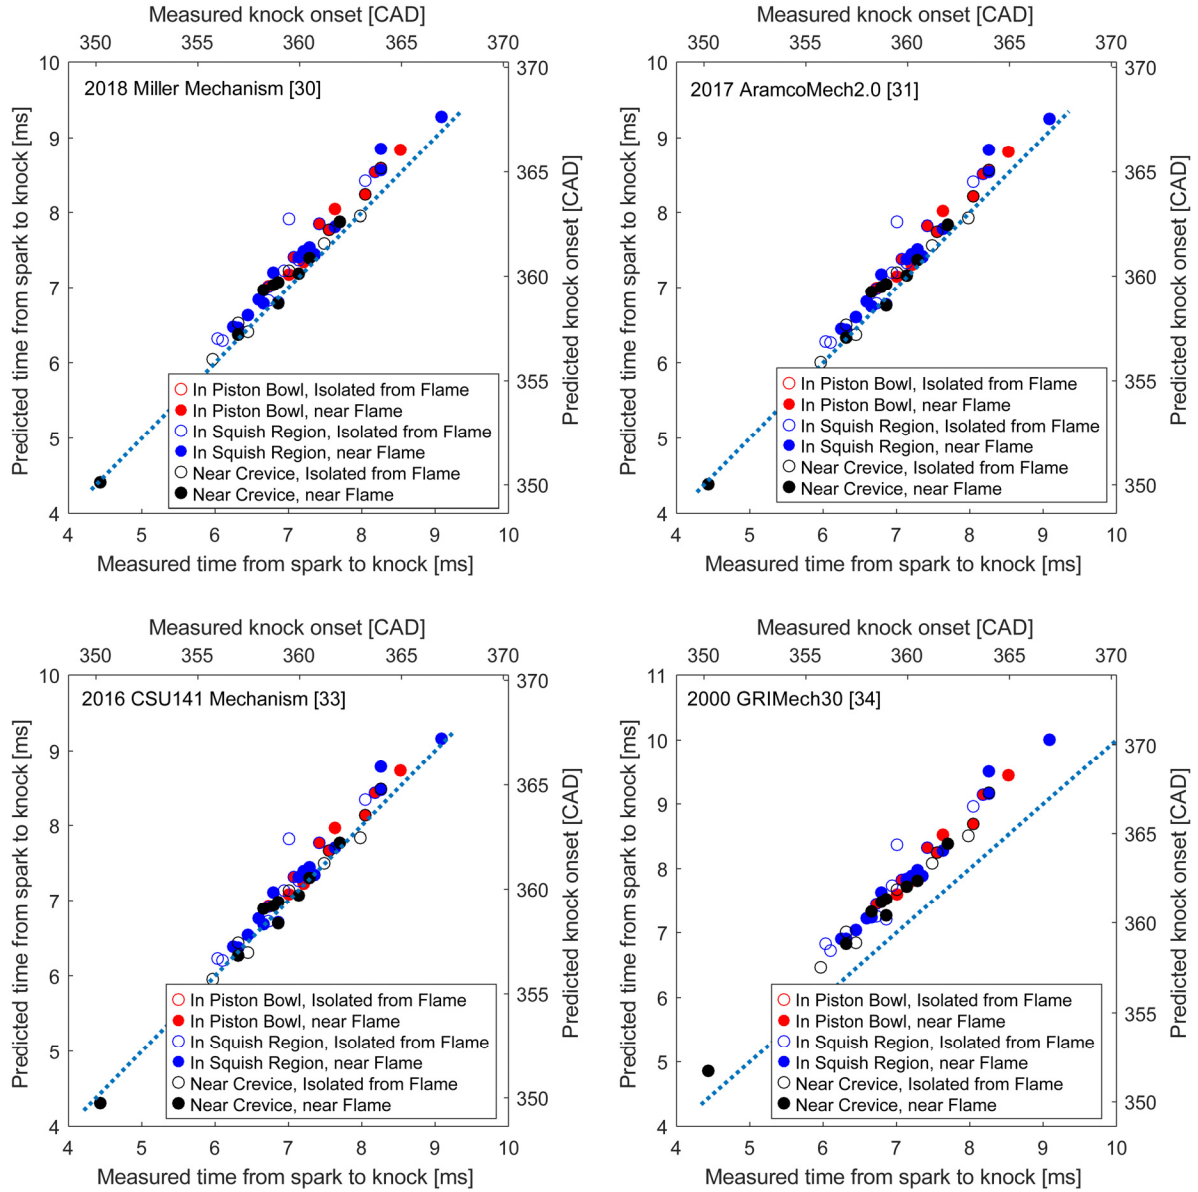 Measured knock onset [CAD]
350 355 360 365 370
2018 Miller Mechanism [30]
Predicted time from spark to knock [ms]
10
9
8
7
6
5
4
370
365
360
355
350
Predicted knock onset [CAD]
In Piston Bowl, Isolated from Flame
In Piston Bowl, near Flame
In Squish Region, Isolated from Flame
In Squish Region, near Flame
Near Crevice, Isolated from Flame
Near Crevice, near Flame
4 5 6 7 8 9 10
Measured time from spark to knock [ms]
Measured knock onset [CAD]
350 355 360 365 370
2017 AramcoMech2.0 [31]
Predicted time from spark to knock [ms]
10
9
8
7
6
5
4
370
365
360
355
350
Predicted knock onset [CAD]
In Piston Bowl, Isolated from Flame
In Piston Bowl, near Flame
In Squish Region, Isolated from Flame
In Squish Region, near Flame
Near Crevice, Isolated from Flame
Near Crevice, near Flame
4 5 6 7 8 9 10
Measured time from spark to knock [ms]
Measured knock onset [CAD]
350 355 360 365 370
2016 CSU141 Mechanism [33]
Predicted time from spark to knock [ms]
10
9
8
7
6
5
4
370
365
360
355
350
Predicted knock onset [CAD]
In Piston Bowl, Isolated from Flame
In Piston Bowl, near Flame
In Squish Region, Isolated from Flame
In Squish Region, near Flame
Near Crevice, Isolated from Flame
Near Crevice, near Flame
4 5 6 7 8 9 10
Measured time from spark to knock [ms]
Measured knock onset [CAD]
350 355 360 365 370
2000 GRIMech30 [34]
Predicted time from spark to knock [ms]
11
10
9
8
7
6
5
4
370
365
360
355
350
Predicted knock onset [CAD]
In Piston Bowl, Isolated from Flame
In Piston Bowl, near Flame
In Squish Region, Isolated from Flame
In Squish Region, near Flame
Near Crevice, Isolated from Flame
Near Crevice, near Flame
4 5 6 7 8 9 10
Measured time from spark to knock [ms]